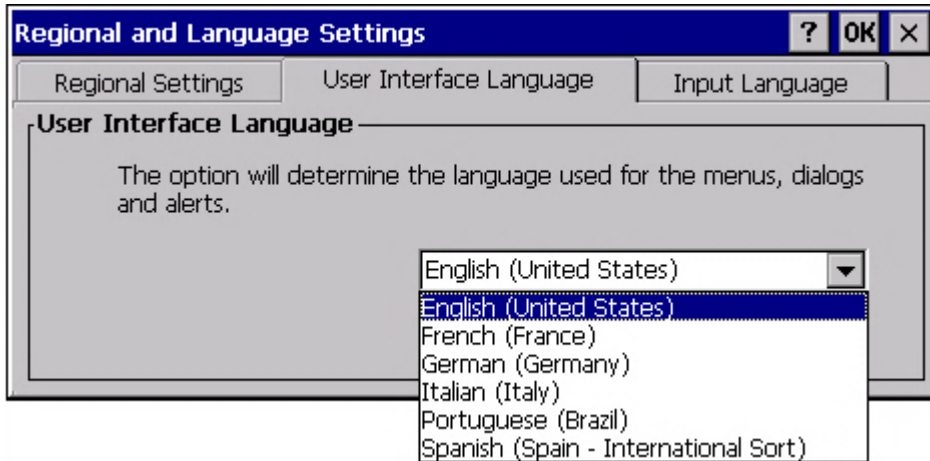 Regional and Language Settings ? OK ×
Regional Settings User Interface Language Input Language
User Interface Language
The option will determine the language used for the menus, dialogs
and alerts.
English (United States)
English (United States)
French (France)
German (Germany)
Italian (Italy)
Portuguese (Brazil)
Spanish (Spain - International Sort)